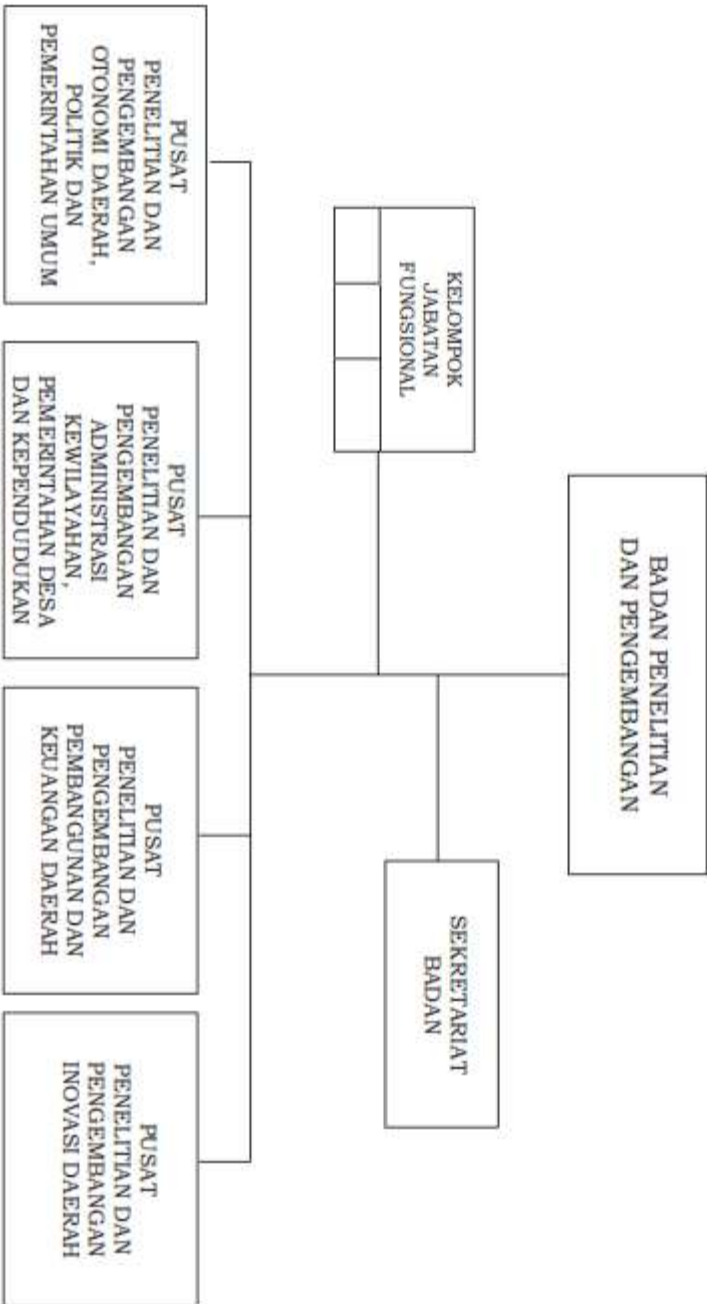 BADAN PENELITIAN
DAN PENGEMBANGAN
SEKRETARIAT
BADAN
KELOMPOK
JABATAN
FUNGSIONAL
PUSAT
PENELITIAN DAN
PENGEMBANGAN
OTONOMI DAERAH,
POLITIK DAN
PEMERINTAHAN UMUM
PUSAT
PENELITIAN DAN
PENGEMBANGAN
ADMINISTRASI
KEWILAYAHAN,
PEMERINTAHAN DESA
DAN KEPENDUDUKAN
PUSAT
PENELITIAN DAN
PENGEMBANGAN
PEMBANGUNAN DAN
KEUANGAN DAERAH
PUSAT
PENELITIAN DAN
PENGEMBANGAN
INOVASI DAERAH